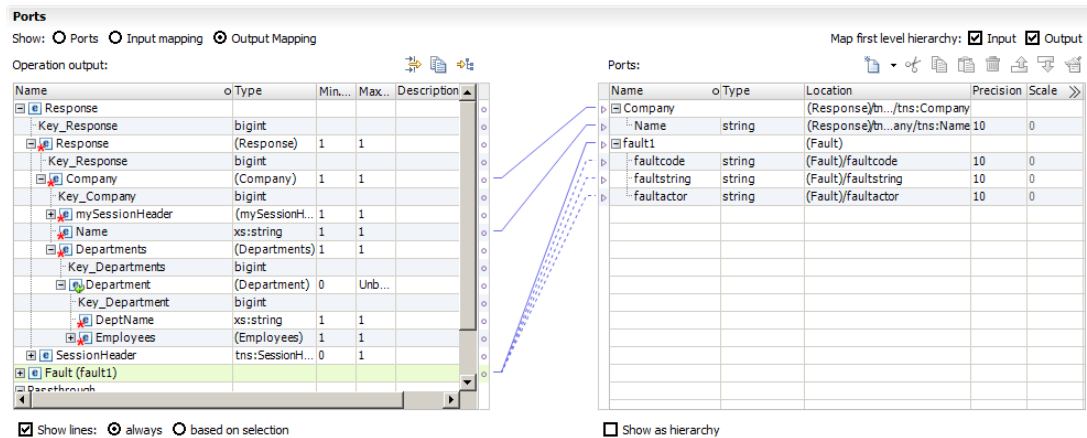 Ports
Show: Ports Input mapping Output Mapping Map first level hierarchy: Input Output
Operation output: Ports:
Name Type Min.... Max... Description Name Type Location Precision Scale
Response Company (Response)/tn.../tns:Company
Key_Response bigint Name string (Response)/tn...any/tns:Name 10 0
Response (Response) 1 1 fault1 (Fault)
Key_Response bigint faultcode string (Fault)/faultcode 10 0
Company (Company) 1 1 faultstring string (Fault)/faultstring 10 0
Key_Company bigint faultactor string (Fault)/faultactor 10 0
mySessionHeader (mySessionH... 1 1
Name xs:string 1 1
Departments (Departments) 1 1
Key_Departments bigint
Department (Department) 0 Unb...
Key_Department bigint
DeptName xs:string 1 1
Employees (Employees) 1 1
SessionHeader tns:SessionH... 0 1
Fault (fault1)
Passthrough
Show lines: always based on selection Show as hierarchy